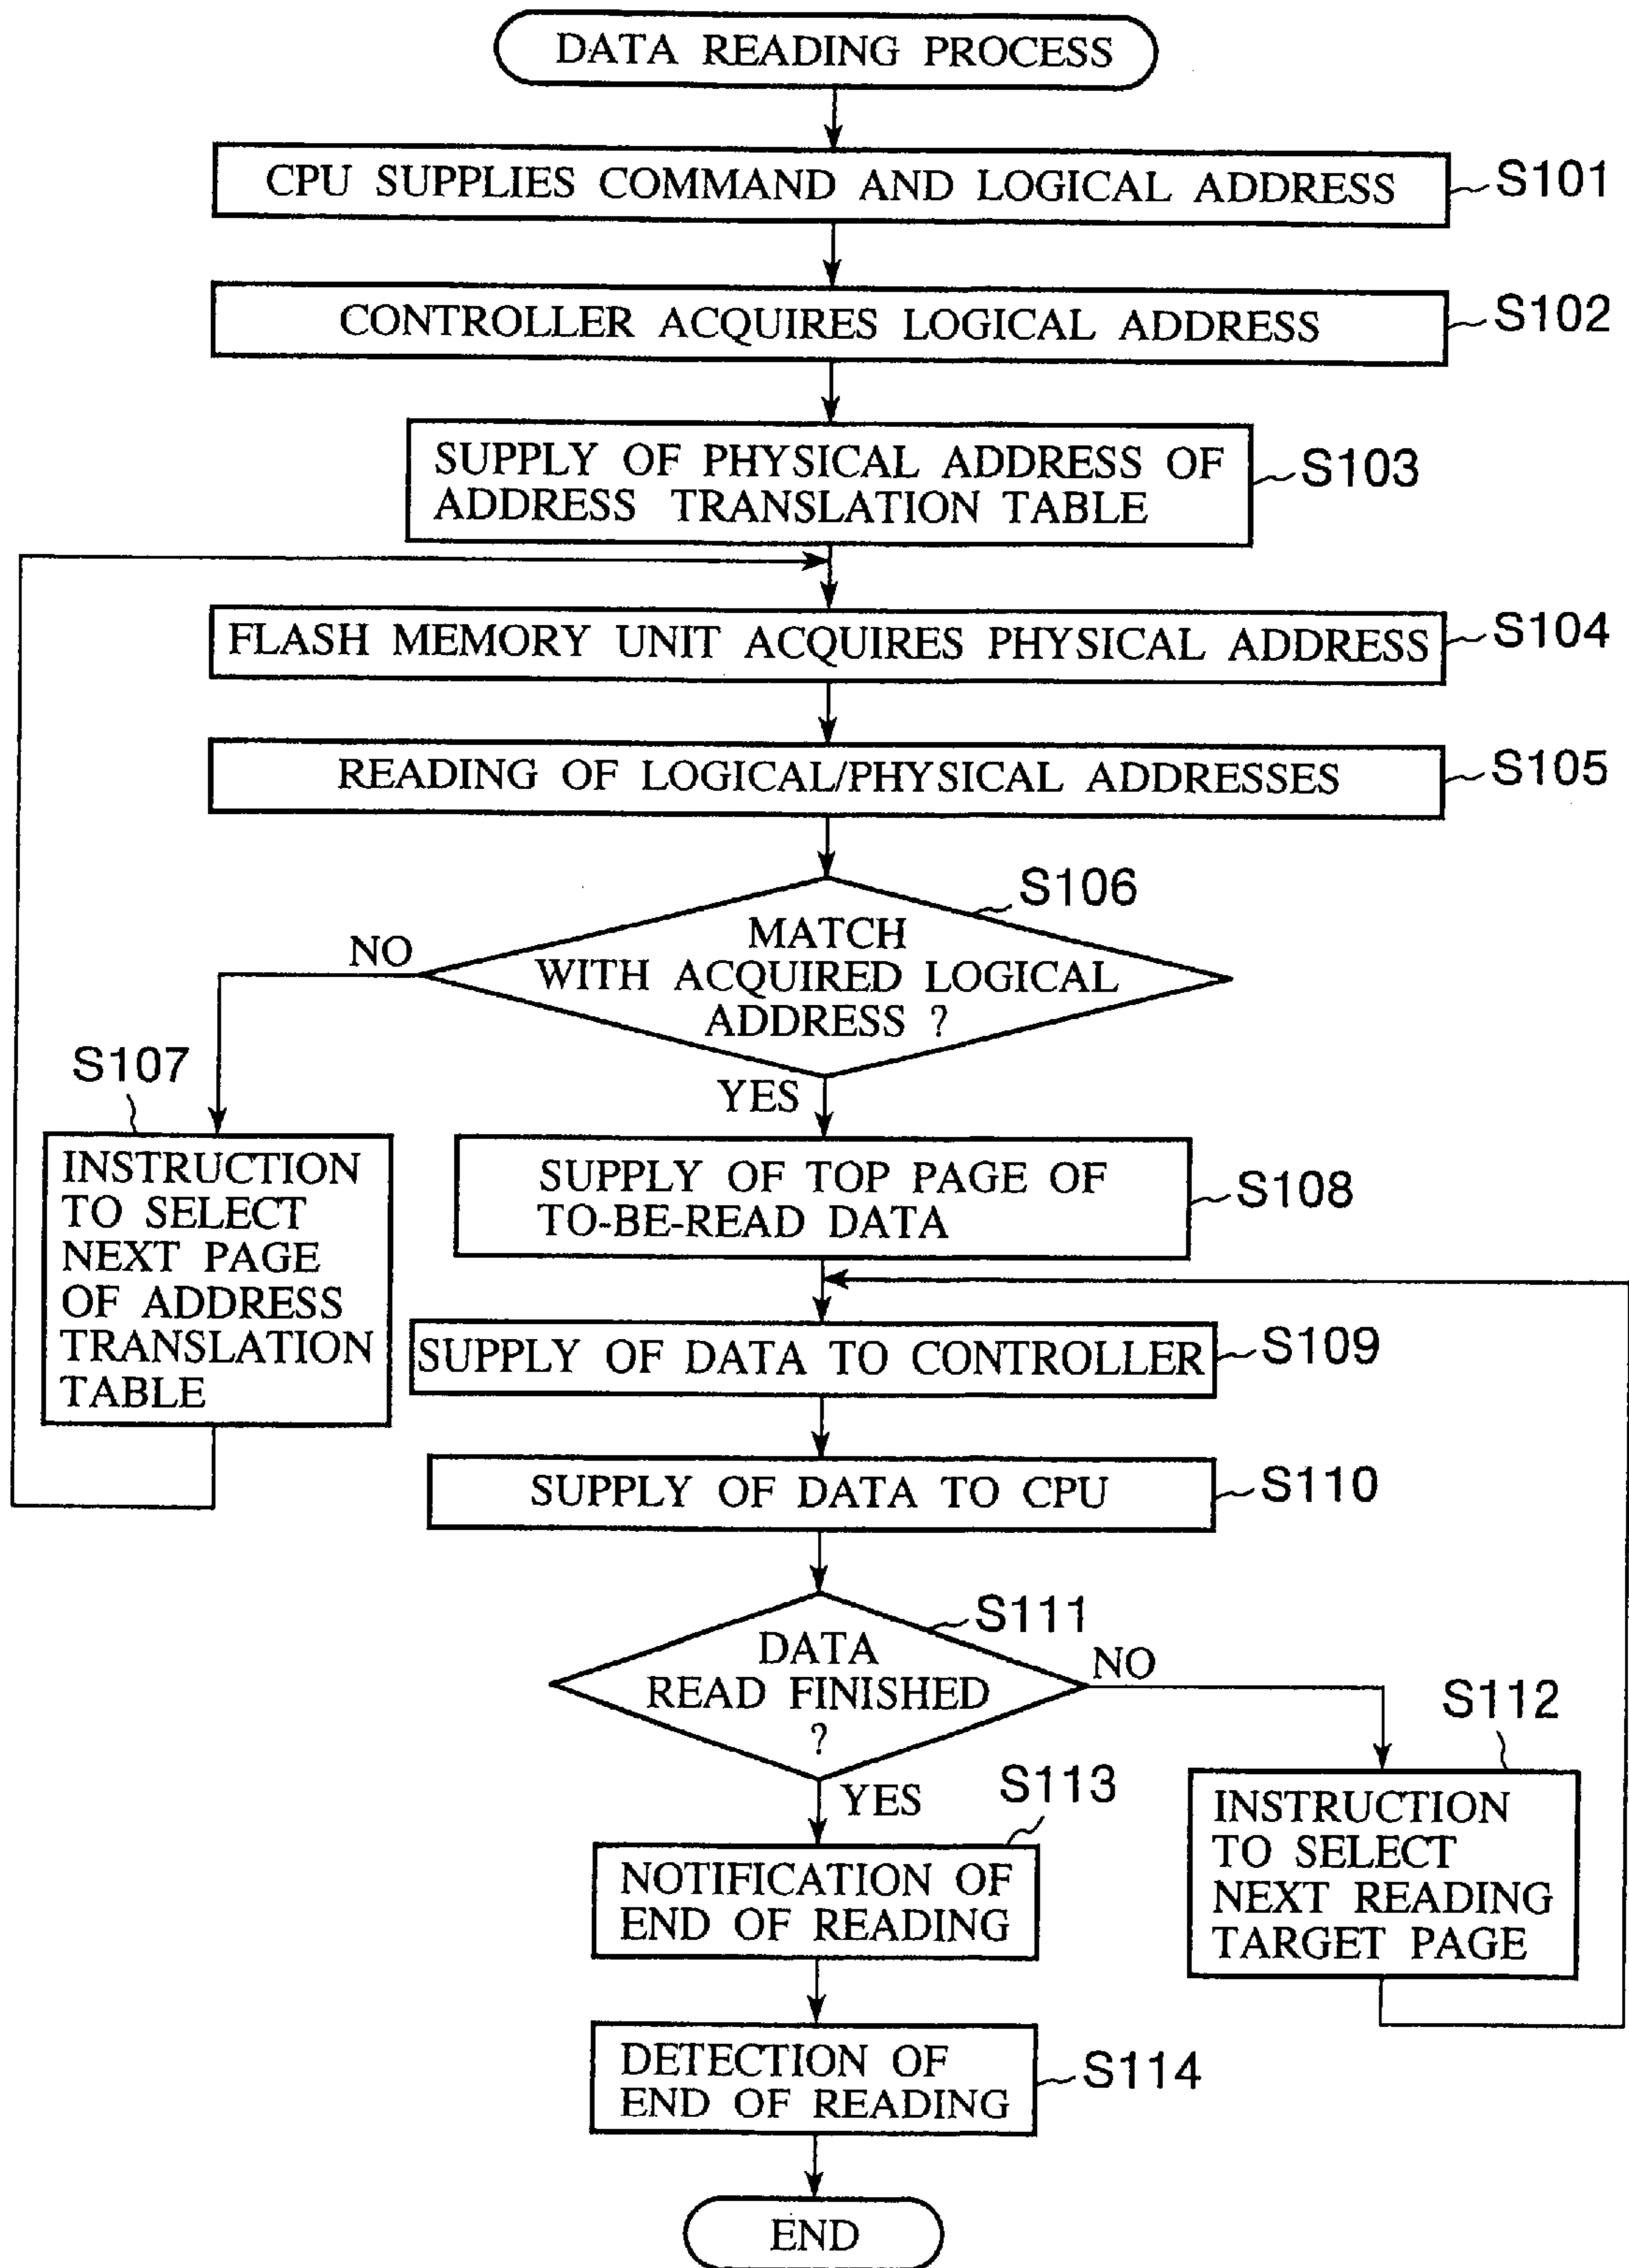 DATA READING PROCESS
CPU SUPPLIES COMMAND AND LOGICAL ADDRESS
S101
CONTROLLER ACQUIRES LOGICAL ADDRESS
S102
SUPPLY OF PHYSICAL ADDRESS OF
ADDRESS TRANSLATION TABLE
S103
FLASH MEMORY UNIT ACQUIRES PHYSICAL ADDRESS
S104
READING OF LOGICAL/PHYSICAL ADDRESSES
S105
S106
MATCH
WITH ACQUIRED LOGICAL
ADDRESS ?
NO
YES
S107
INSTRUCTION
TO SELECT
NEXT PAGE
OF ADDRESS
TRANSLATION
TABLE
SUPPLY OF TOP PAGE OF
TO-BE-READ DATA
S108
SUPPLY OF DATA TO CONTROLLER
S109
SUPPLY OF DATA TO CPU
S110
S111
DATA
READ FINISHED
?
NO
YES
S112
INSTRUCTION
TO SELECT
NEXT READING
TARGET PAGE
S113
NOTIFICATION OF
END OF READING
DETECTION OF
END OF READING
S114
END